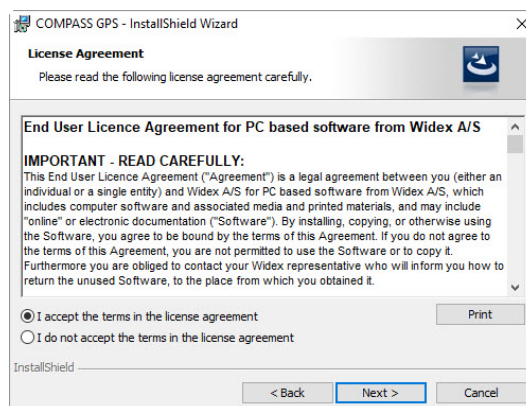 COMPASS GPS - InstallShield Wizard
License Agreement
Please read the following license agreement carefully.
End User Licence Agreement for PC based software from Widex A/S
IMPORTANT - READ CAREFULLY:
This End User Licence Agreement ("Agreement") is a legal agreement between you (either an
individual or a single entity) and Widex A/S for PC based software from Widex A/S, which
includes computer software and associated media and printed materials, and may include
"online" or electronic documentation ("Software"). By installing, copying, or otherwise using
the Software, you agree to be bound by the terms of this Agreement. If you do not agree to
the terms of this Agreement, you are not permitted to use the Software or to copy it.
Furthermore you are obliged to contact your Widex representative who will inform you how to
return the unused Software, to the place from which you obtained it.
I accept the terms in the license agreement
Print
I do not accept the terms in the license agreement
InstallShield
< Back
Next >
Cancel